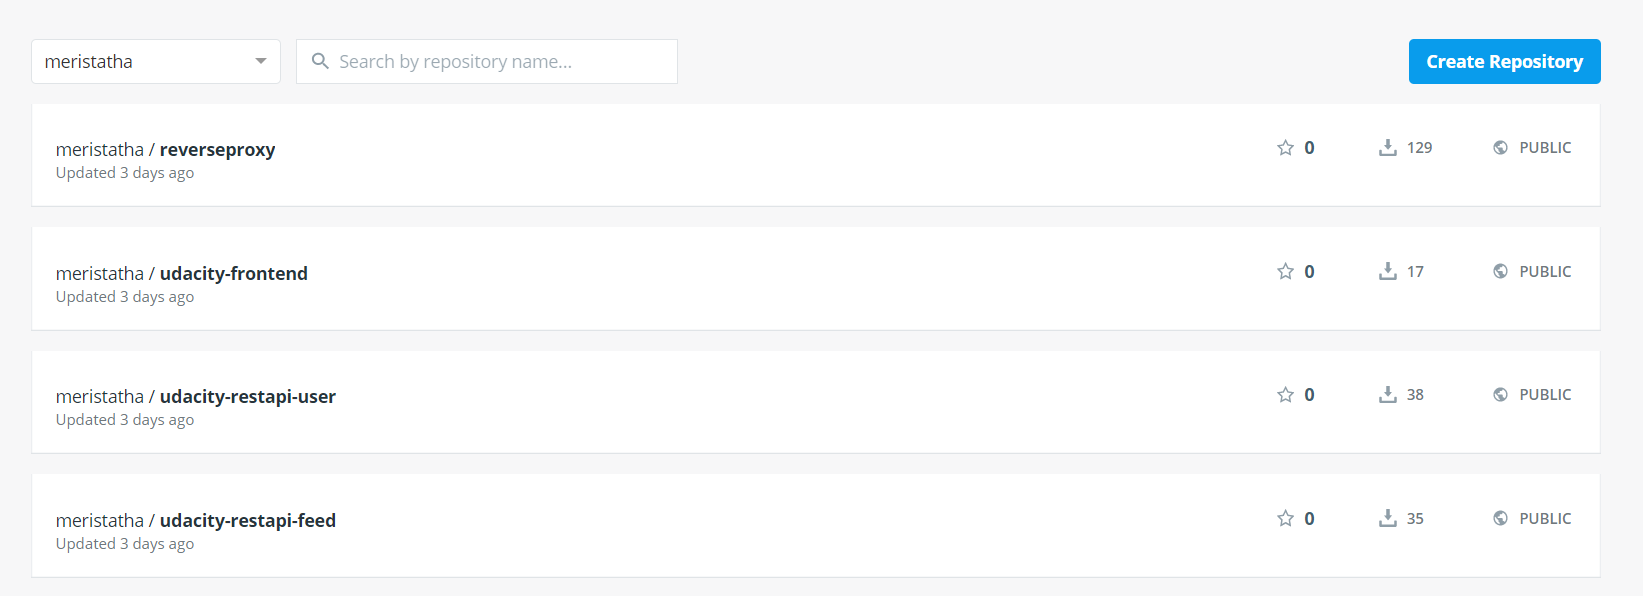 meristatha
Search by repository name...
Create Repository
meristatha / reverseproxy
0
129
PUBLIC
Updated 3 days ago
meristatha / udacity-frontend
0
17
PUBLIC
Updated 3 days ago
meristatha / udacity-restapi-user
0
38
PUBLIC
Updated 3 days ago
meristatha / udacity-restapi-feed
0
35
PUBLIC
Updated 3 days ago